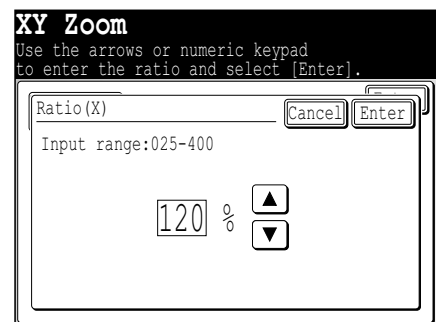 XY Zoom
Use the arrows or numeric keypad
to enter the ratio and select [Enter].
Ratio(X)
Cancel Enter
Input range:025-400
120 %